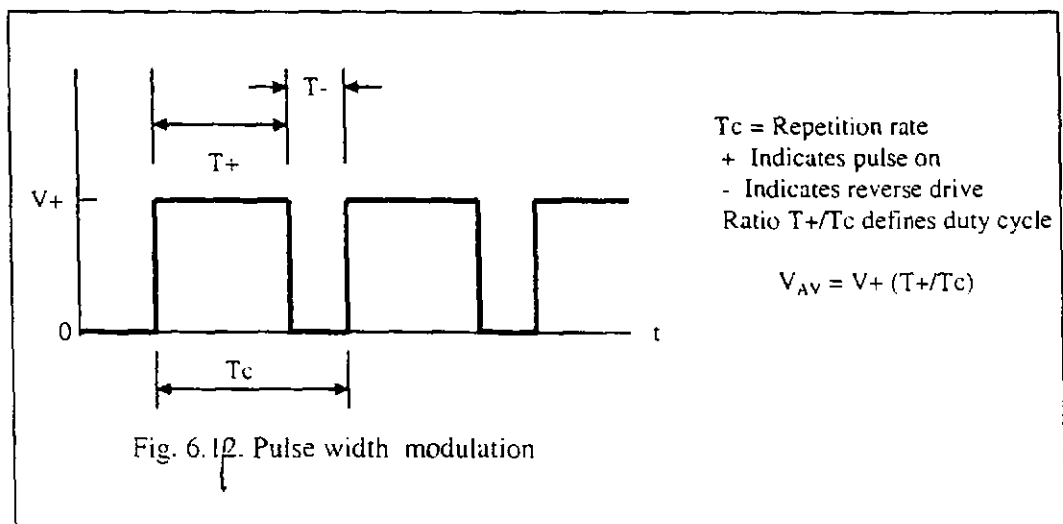 T-
T+
V+
0
t
Tc
Tc = Repetition rate
+ Indicates pulse on
- Indicates reverse drive
Ratio T+/Tc defines duty cycle
V_AV = V+ (T+/Tc)
Fig. 6.12. Pulse width modulation